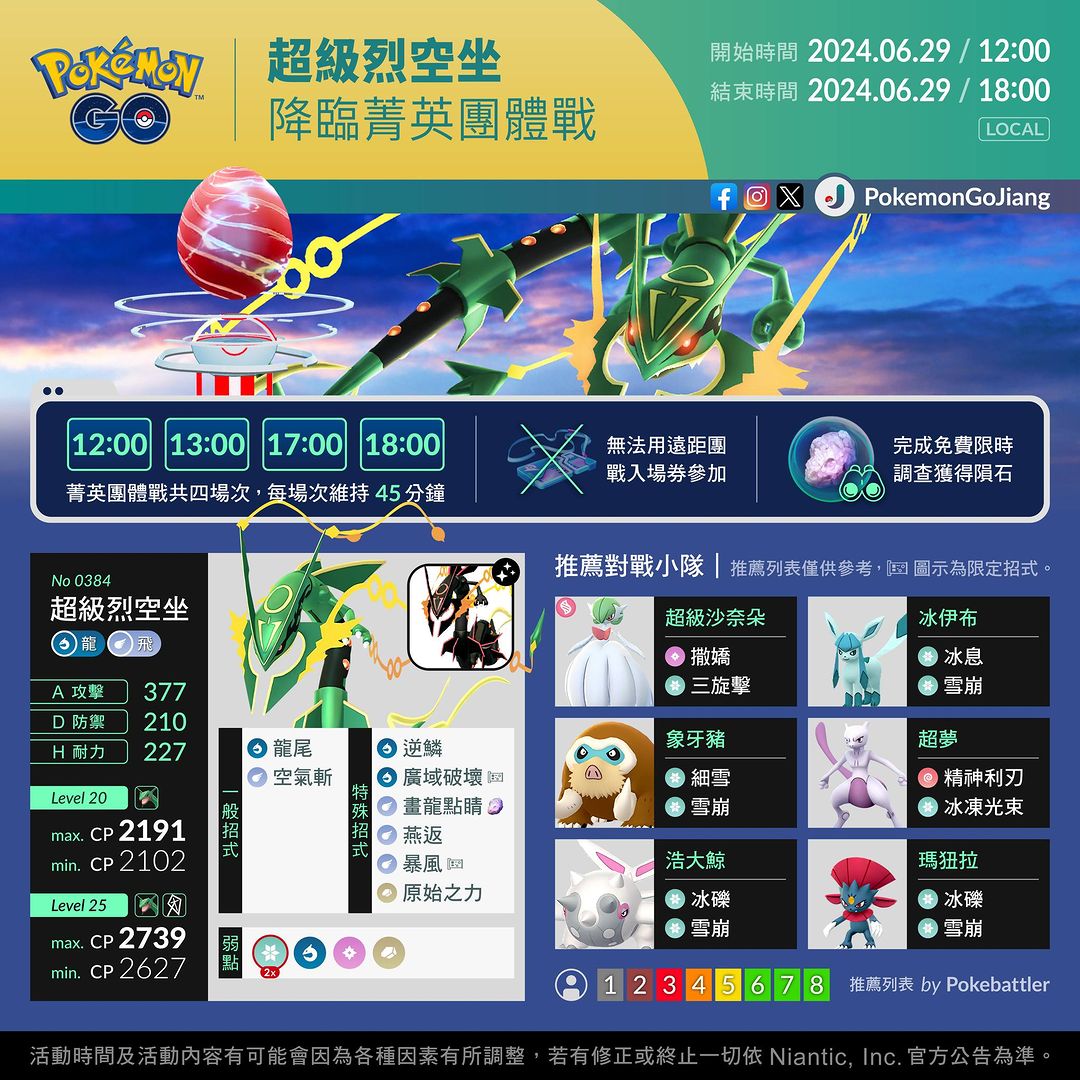 POKéMON
GO
TM
超級烈空坐
降臨菁英團體戰
開始時間 2024.06.29 / 12:00
結束時間 2024.06.29 / 18:00
LOCAL
PokemonGoJiang
12:00 13:00 17:00 18:00
菁英團體戰共四場次，每場次維持 45 分鐘
無法用遠距團
戰入場券參加
完成免費限時
調查獲得隕石
No 0384
超級烈空坐
龍 飛
A 攻擊 377
D 防禦 210
H 耐力 227
Level 20
max. CP 2191
min. CP 2102
Level 25
max. CP 2739
min. CP 2627
一般招式
龍尾
空氣斬
特殊招式
逆鱗
廣域破壞
畫龍點睛
燕返
暴風
原始之力
弱點
2x
推薦對戰小隊 | 推薦列表僅供參考，圖示為限定招式。
超級沙奈朵
撒嬌
三旋擊
冰伊布
冰息
雪崩
象牙豬
細雪
雪崩
超夢
精神利刃
冰凍光束
浩大鯨
冰礫
雪崩
瑪狃拉
冰礫
雪崩
1 2 3 4 5 6 7 8
推薦列表 by Pokebattler
活動時間及活動內容有可能會因為各種因素有所調整，若有修正或終止一切依 Niantic, Inc. 官方公告為準。